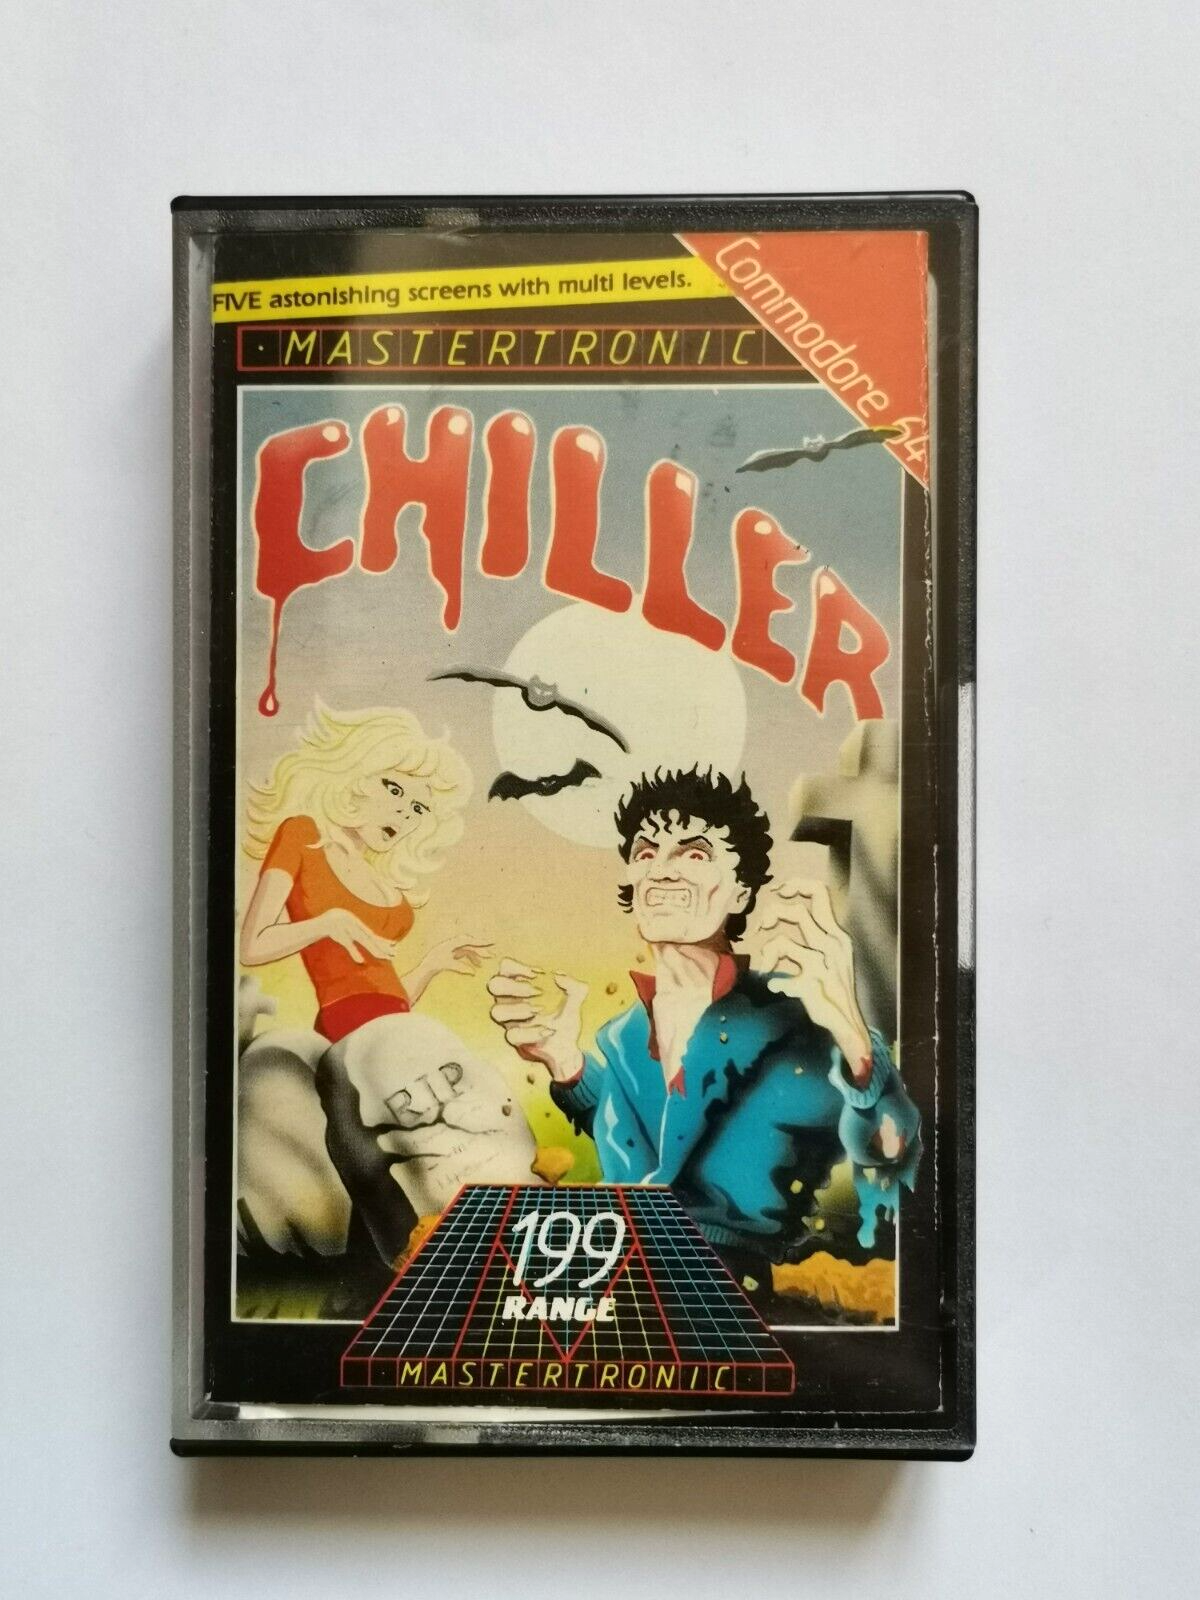 FIVE astonishing screens with multi levels.
Commodore 64
MASTERTRONIC
CHILLER
R.I.P.
199
RANGE
MASTERTRONIC